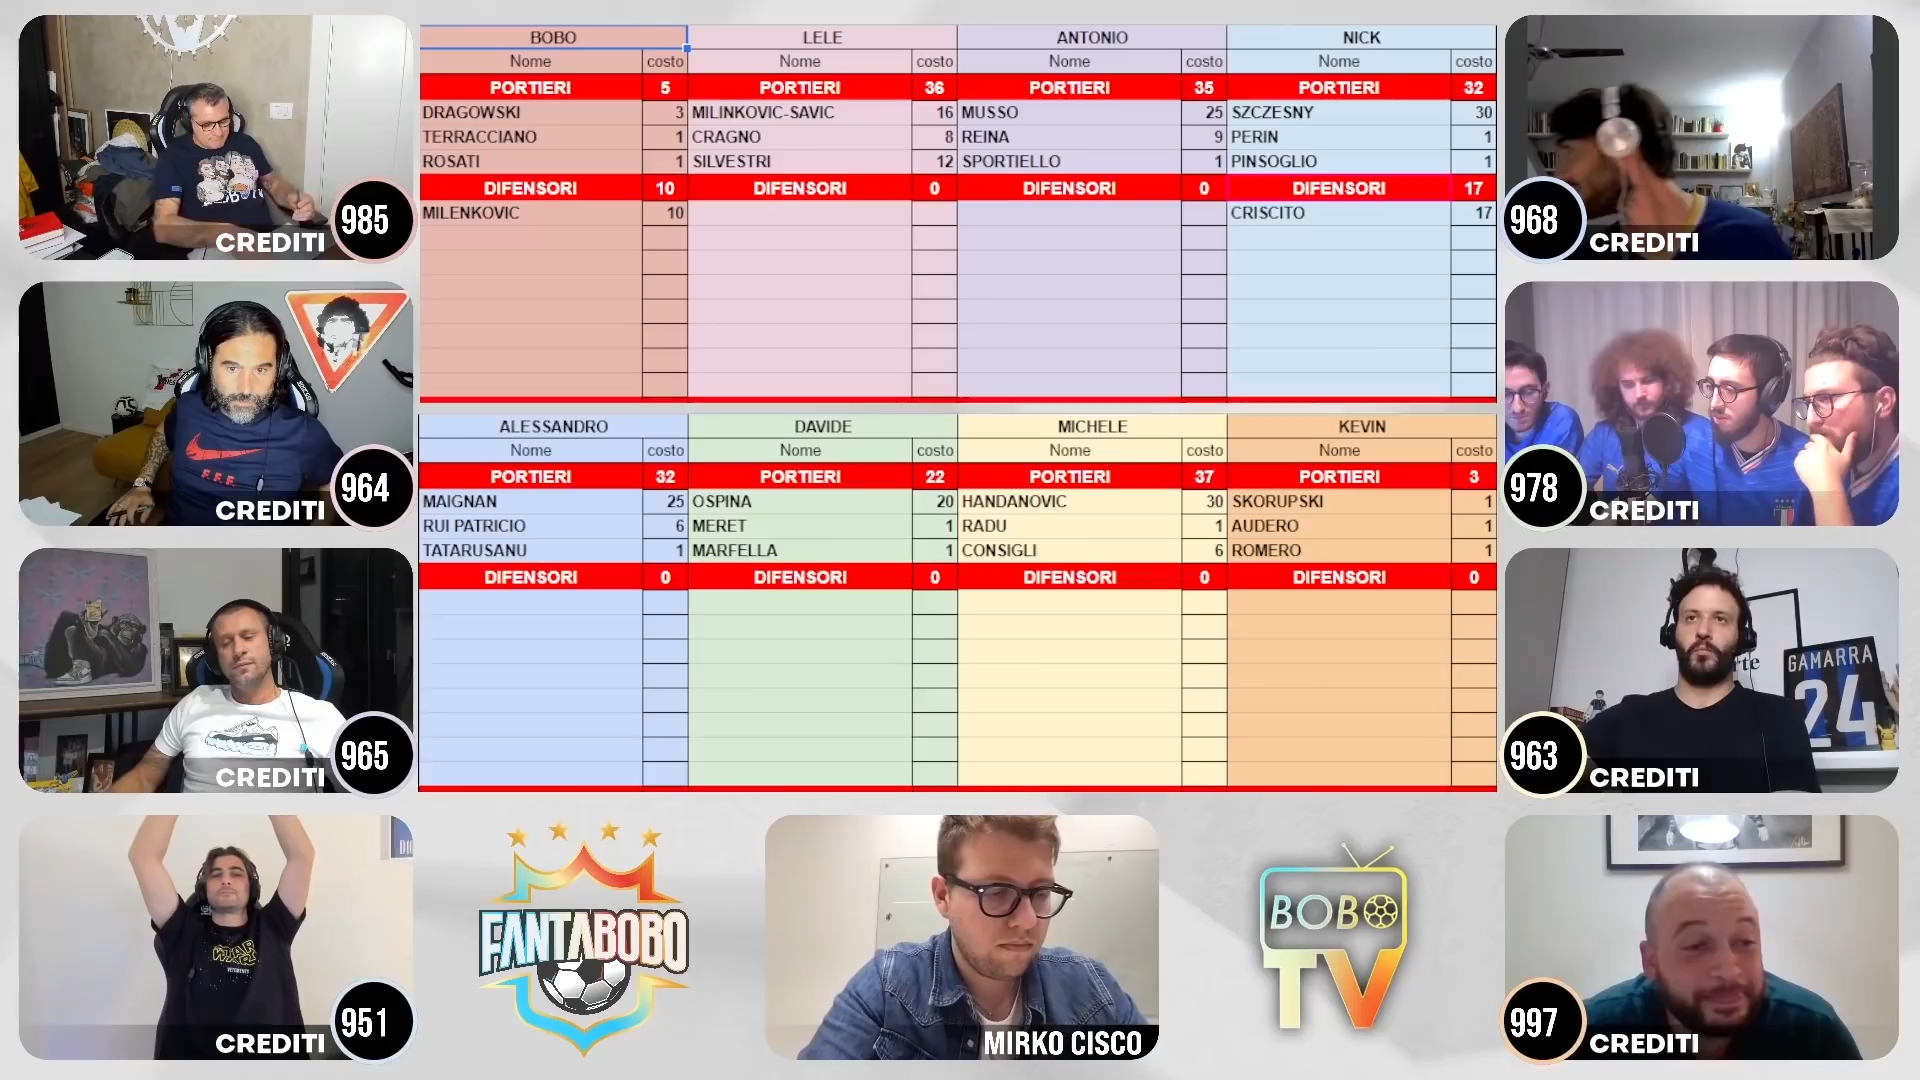 BOBO LELE ANTONIO NICK
Nome costo Nome costo Nome costo Nome costo
PORTIERI 5 PORTIERI 36 PORTIERI 35 PORTIERI 32
DRAGOWSKI 3 MILINKOVIC-SAVIC 16 MUSSO 25 SZCZESNY 30
TERRACCIANO 1 CRAGNO 8 REINA 9 PERIN 1
ROSATI 1 SILVESTRI 12 SPORTIELLO 1 PINSOGLIO 1
DIFENSORI 10 DIFENSORI 0 DIFENSORI 0 DIFENSORI 17
MILENKOVIC 10 CRISCITO 17
985
CREDITI
968
CREDITI
F.F.F.
964
CREDITI
978
CREDITI
ALESSANDRO DAVIDE MICHELE KEVIN
Nome costo Nome costo Nome costo Nome costo
PORTIERI 32 PORTIERI 22 PORTIERI 37 PORTIERI 3
MAIGNAN 25 OSPINA 20 HANDANOVIC 30 SKORUPSKI 1
RUI PATRICIO 6 MERET 1 RADU 1 AUDERO 1
TATARUSANU 1 MARFELLA 1 CONSIGLI 6 ROMERO 1
DIFENSORI 0 DIFENSORI 0 DIFENSORI 0 DIFENSORI 0
965
CREDITI
GAMARRA
24
963
CREDITI
STAR
WARS
VETEMENTS
951
CREDITI
FANTABOBO
MIRKO CISCO
BOBO
TV
997
CREDITI